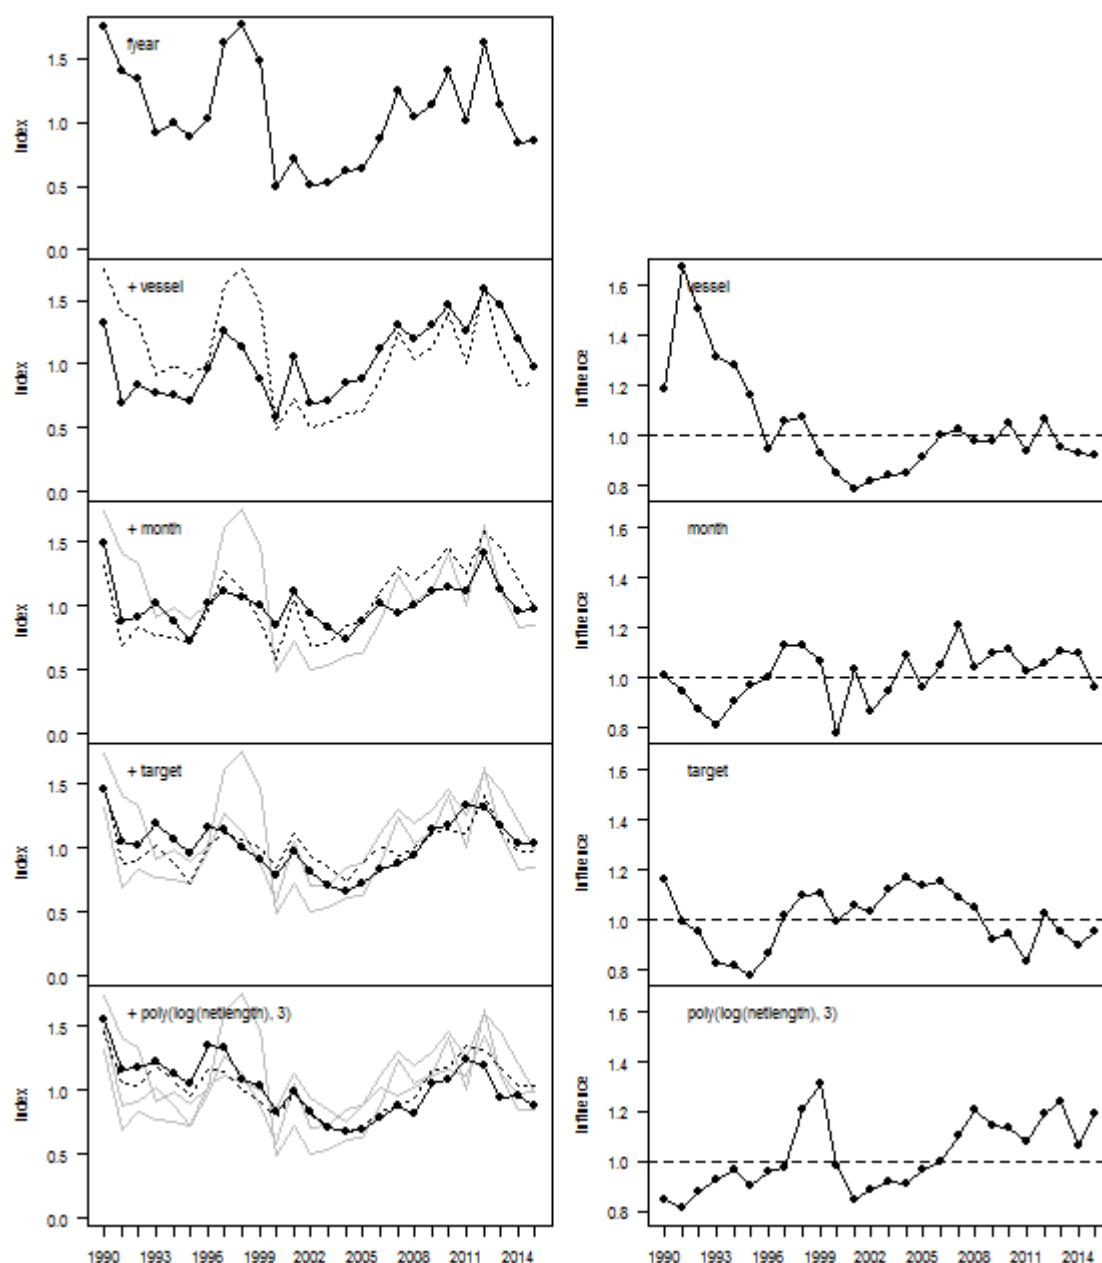 fyear
1.5
1.0
0.5
0.0
Index
+ vessel
1.5
1.0
0.5
0.0
Index
vessel
1.6
1.4
1.2
1.0
0.8
Influence
+ month
1.5
1.0
0.5
0.0
Index
month
1.6
1.4
1.2
1.0
0.8
Influence
+ target
1.5
1.0
0.5
0.0
Index
target
1.6
1.4
1.2
1.0
0.8
Influence
+ poly(log(netlength), 3)
1.5
1.0
0.5
0.0
Index
poly(log(netlength), 3)
1.6
1.4
1.2
1.0
0.8
Influence
1990 1993 1996 1999 2002 2005 2008 2011 2014
1990 1993 1996 1999 2002 2005 2008 2011 2014